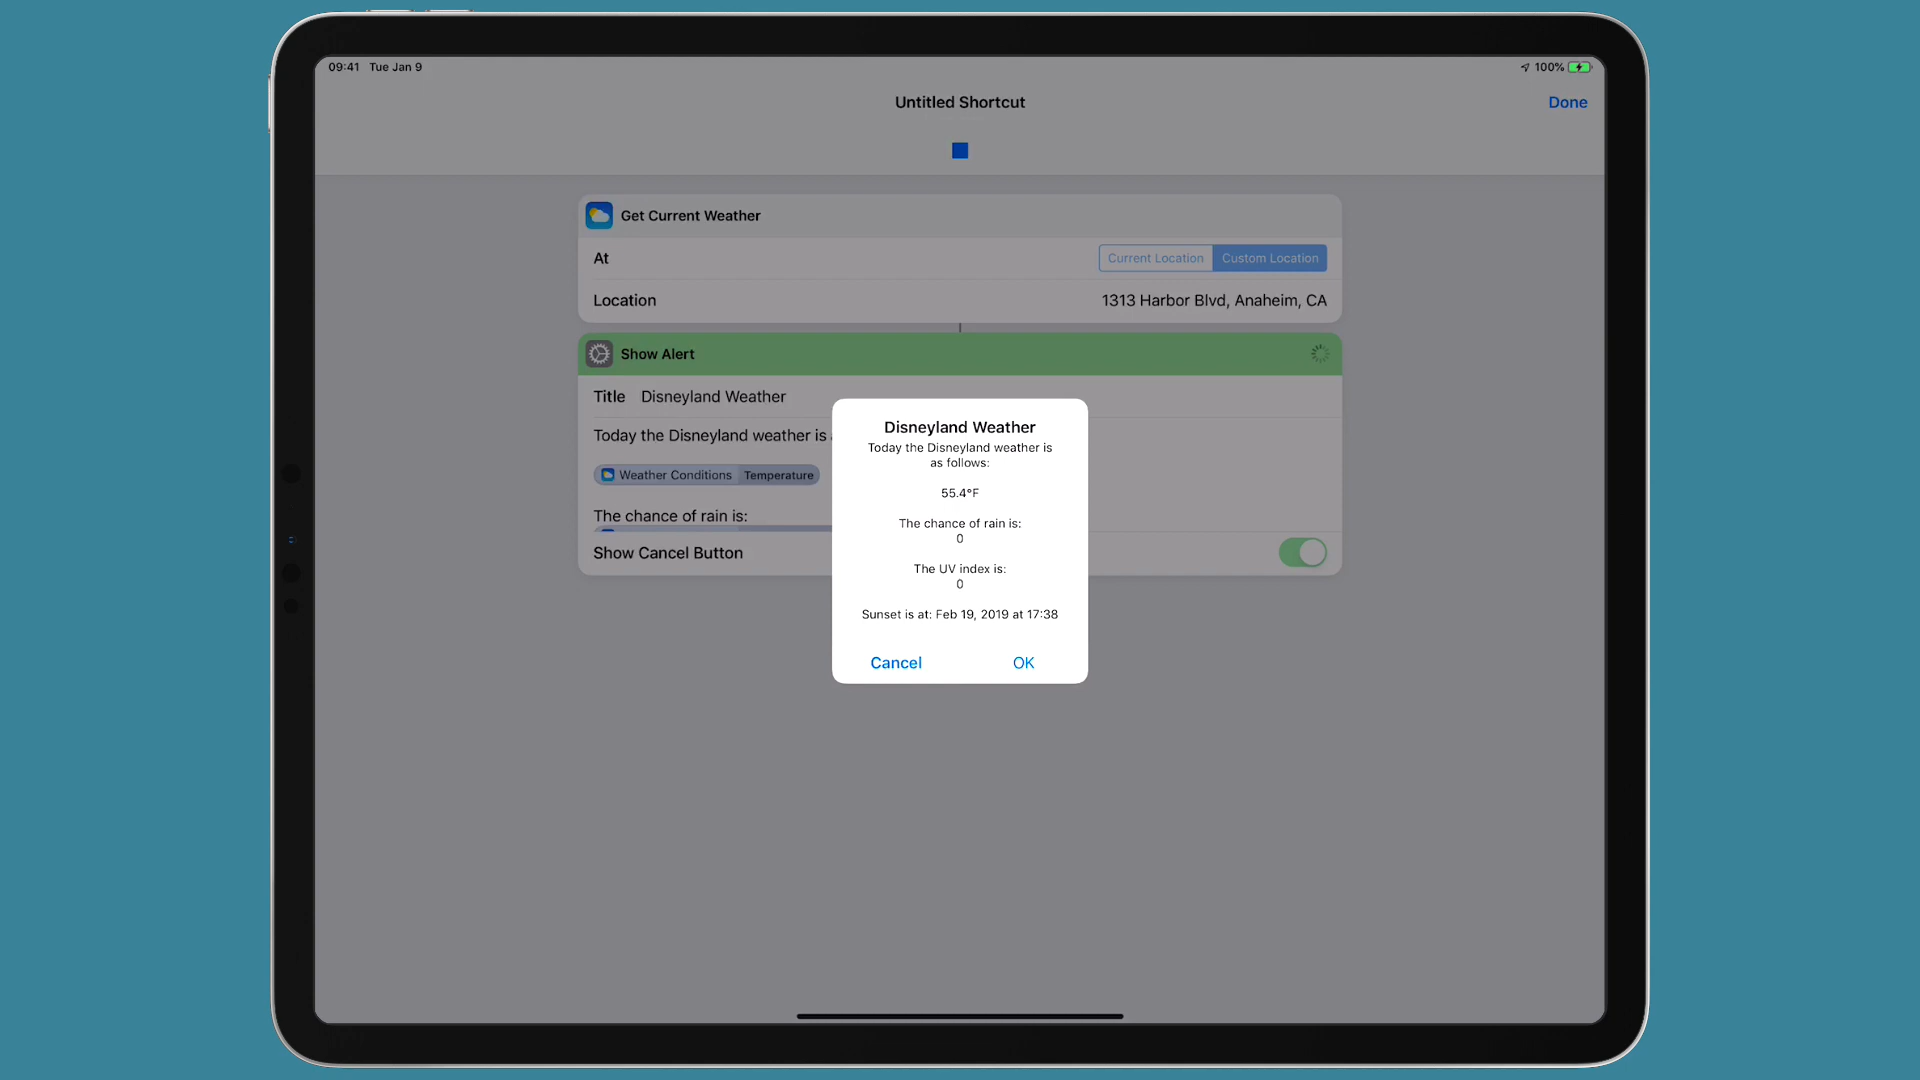 09:41 Tue Jan 9
100%
Untitled Shortcut
Done
Get Current Weather
At
Current Location
Custom Location
Location
1313 Harbor Blvd, Anaheim, CA
Show Alert
Title Disneyland Weather
Today the Disneyland weather is
Weather Conditions Temperature
The chance of rain is:
Show Cancel Button
Disneyland Weather
Today the Disneyland weather is
as follows:
55.4°F
The chance of rain is:
0
The UV index is:
0
Sunset is at: Feb 19, 2019 at 17:38
Cancel
OK